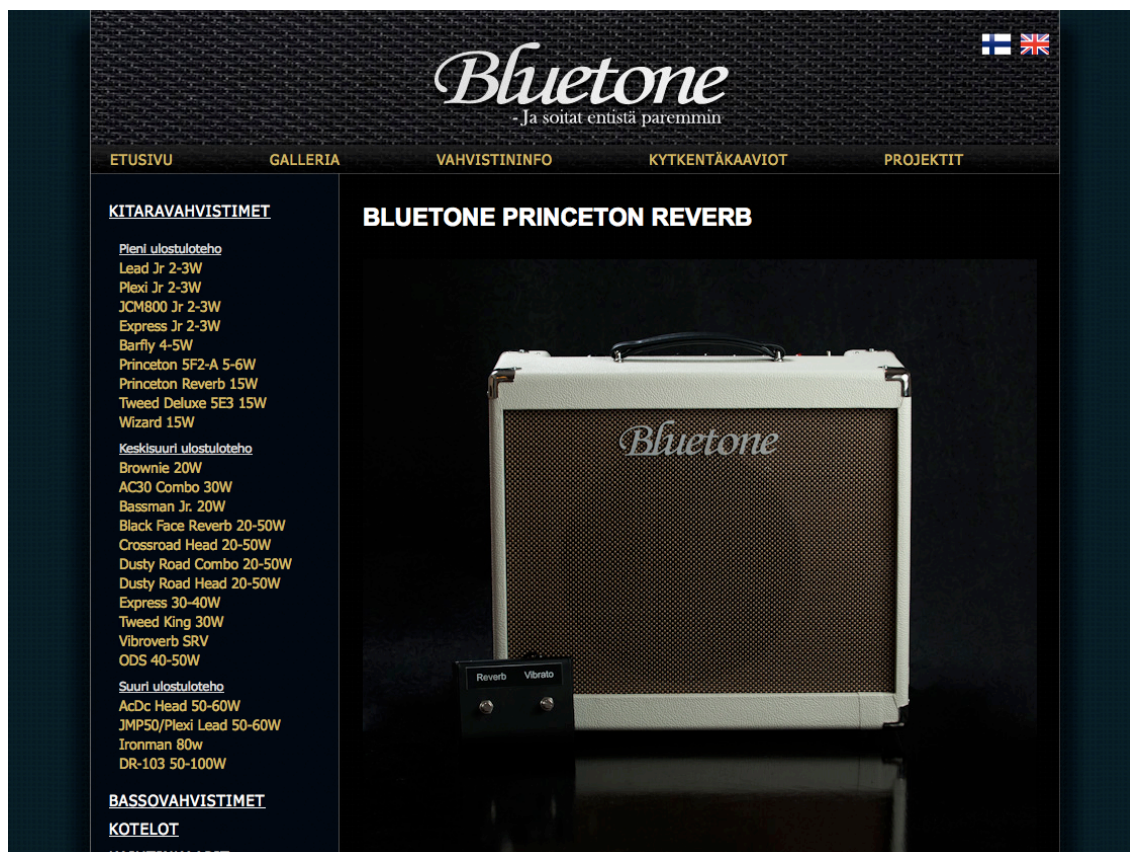 Bluetone
- Ja soitat entistä paremmin
ETUSIVU GALLERIA VAHVISTININFO KYTKENTÄKAAVIOT PROJEKTIT
KITARAVAHVISTIMET
Pieni ulostuloteho
Lead Jr 2-3W
Plexi Jr 2-3W
JCM800 Jr 2-3W
Express Jr 2-3W
Barfly 4-5W
Princeton 5F2-A 5-6W
Princeton Reverb 15W
Tweed Deluxe 5E3 15W
Wizard 15W
Keskisuuri ulostuloteho
Brownie 20W
AC30 Combo 30W
Bassman Jr. 20W
Black Face Reverb 20-50W
Crossroad Head 20-50W
Dusty Road Combo 20-50W
Dusty Road Head 20-50W
Express 30-40W
Tweed King 30W
Vibroverb SRV
ODS 40-50W
Suuri ulostuloteho
AcDc Head 50-60W
JMP50/Plexi Lead 50-60W
Ironman 80w
DR-103 50-100W
BASSOVAHVISTIMET
KOTELOT
BLUETONE PRINCETON REVERB
Bluetone
Reverb Vibrato